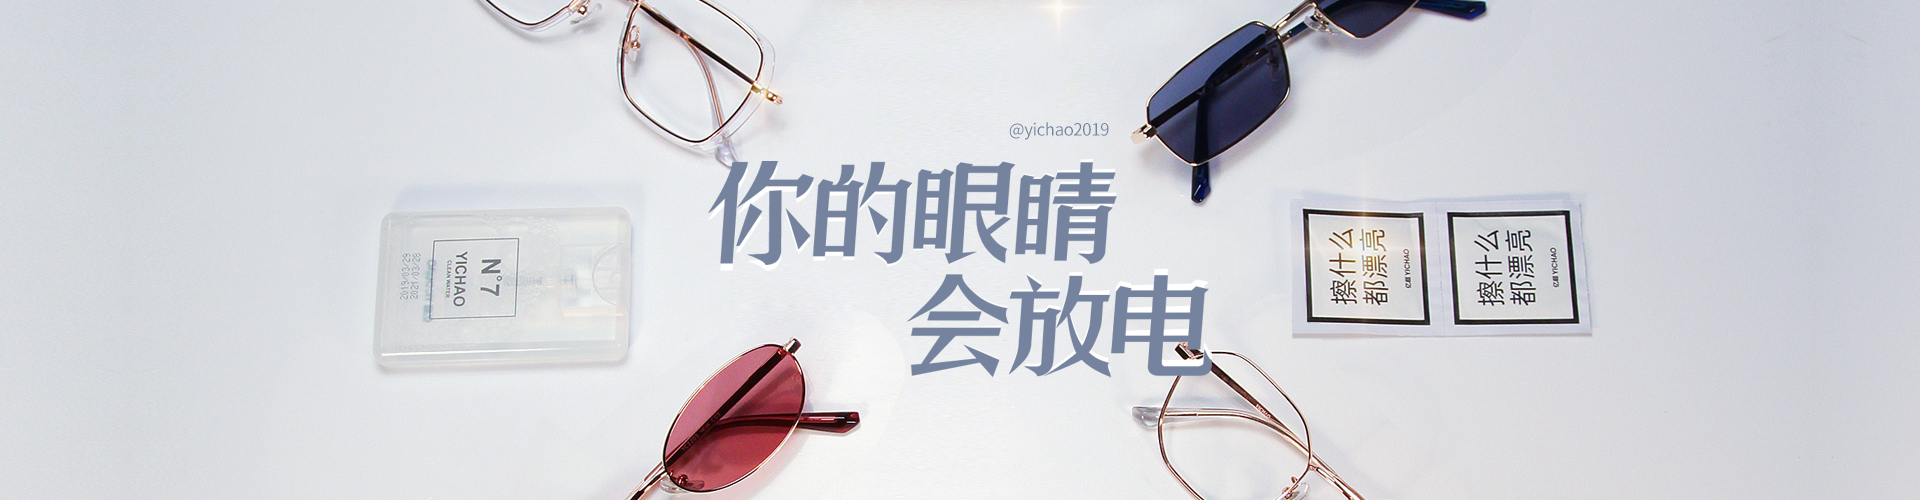 @yichao2019
你的眼睛
会放电
N°7
YICHAO
CLEAN WATER
2021/03/28
2019/03/29
擦什么
都漂亮
亿超 YICHAO
擦什么
都漂亮
亿超 YICHAO